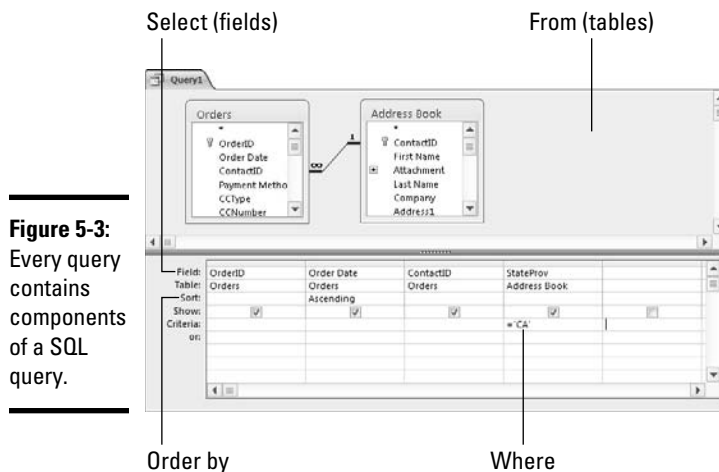 Select (fields)
From (tables)
Query1
Orders
*
OrderID
Order Date
ContactID
Payment Metho
CCType
CCNumber
∞
1
Address Book
*
ContactID
First Name
Attachment
Last Name
Company
Address1
Figure 5-3:
Every query
contains
components
of a SQL
query.
Field: OrderID Order Date ContactID StateProv
Table: Orders Orders Orders Address Book
Sort: Ascending
Show:
Criteria: ='CA'
or:
Order by
Where